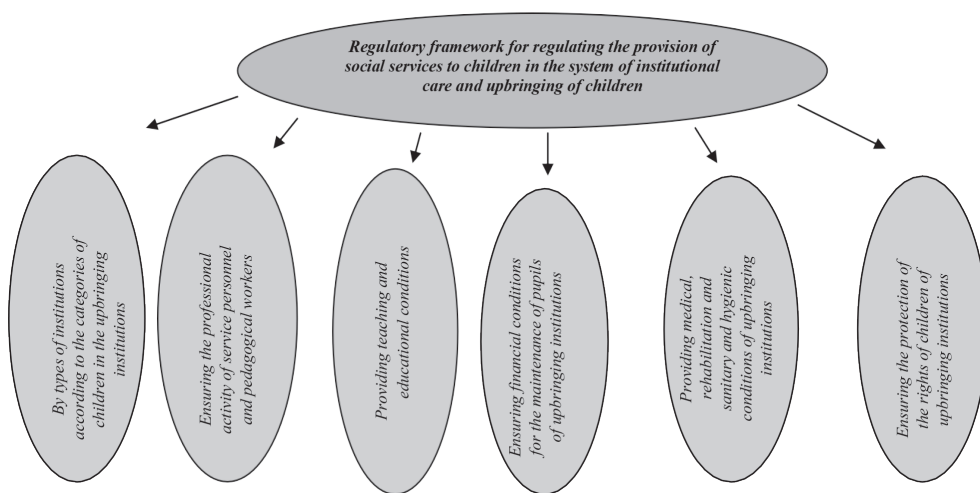 Regulatory framework for regulating the provision of
social services to children in the system of institutional
care and upbringing of children
By types of institutions
according to the categories of
children in the upbringing
institutions
Ensuring the professional
activity of service personnel
and pedagogical workers
Providing teaching and
educational conditions
Ensuring financial conditions
for the maintenance of pupils
of upbringing institutions
Providing medical,
rehabilitation and
sanitary and hygienic
conditions of upbringing
institutions
Ensuring the protection of
the rights of children of
upbringing institutions